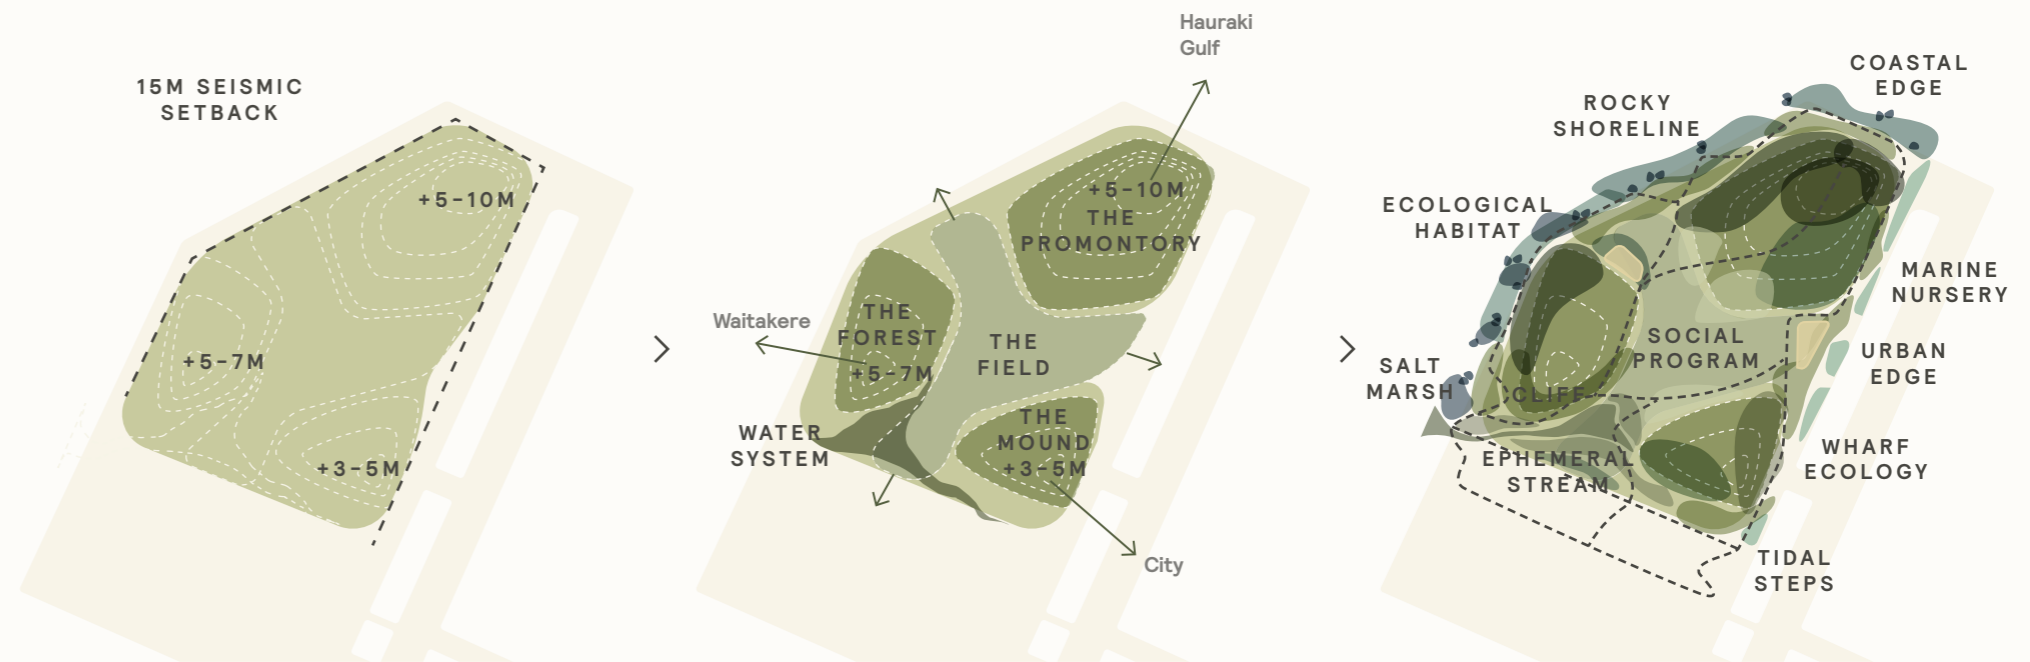 15M SEISMIC
SETBACK
+5-10M
+5-7M
+3-5M
Hauraki
Gulf
+5-10M
THE
PROMONTORY
Waitakere
THE
FOREST
+5-7M
THE
FIELD
WATER
SYSTEM
THE
MOUND
+3-5M
City
COASTAL
EDGE
ROCKY
SHORELINE
ECOLOGICAL
HABITAT
MARINE
NURSERY
SOCIAL
PROGRAM
URBAN
EDGE
SALT
MARSH
CLIFF
WHARF
ECOLOGY
EPHEMERAL
STREAM
TIDAL
STEPS